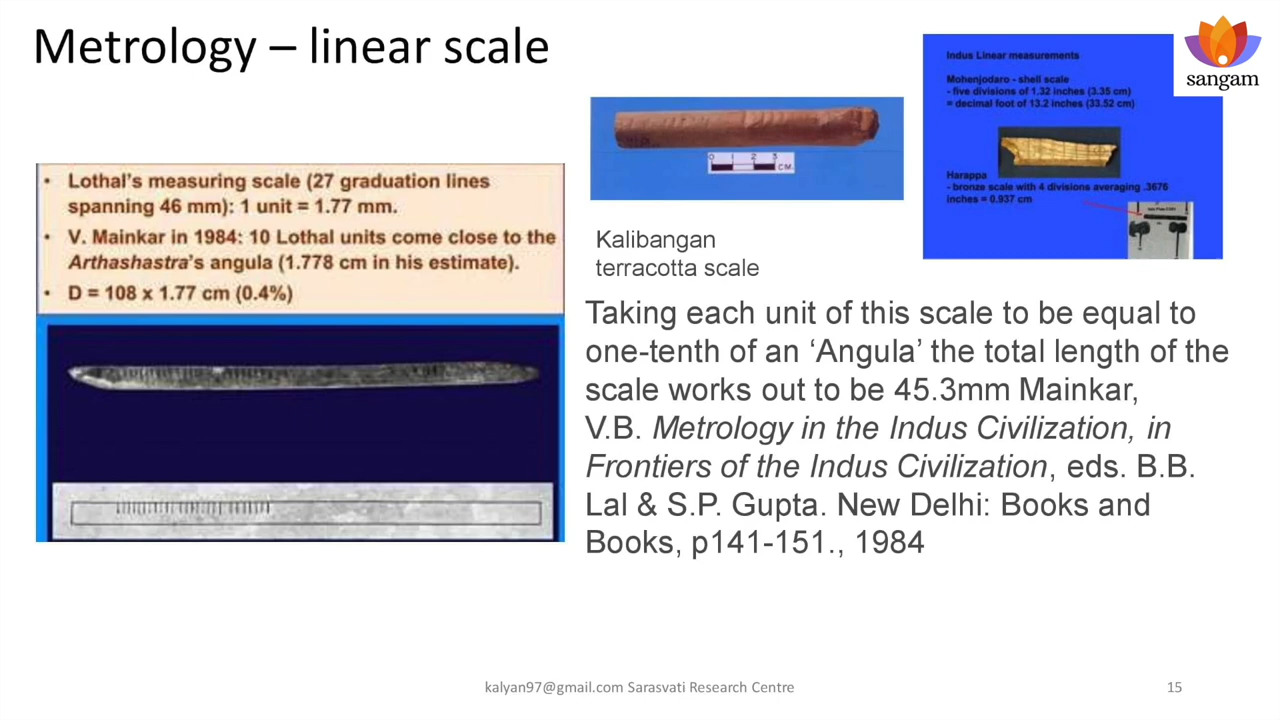 Metrology – linear scale
sangam
• Lothal's measuring scale (27 graduation lines
spanning 46 mm): 1 unit = 1.77 mm.
• V. Mainkar in 1984: 10 Lothal units come close to the
Arthashastra's angula (1.778 cm in his estimate).
• D = 108 x 1.77 cm (0.4%)
0 1 2 3
CM.
Kalibangan
terracotta scale
Indus Linear measurements
Mohenjodaro - shell scale
- five divisions of 1.32 inches (3.35 cm)
= decimal foot of 13.2 inches (33.52 cm)
Harappa
- bronze scale with 4 divisions averaging .3676
inches = 0.937 cm
Taking each unit of this scale to be equal to
one-tenth of an ‘Angula’ the total length of the
scale works out to be 45.3mm Mainkar,
V.B. Metrology in the Indus Civilization, in
Frontiers of the Indus Civilization, eds. B.B.
Lal & S.P. Gupta. New Delhi: Books and
Books, p141-151., 1984
kalyan97@gmail.com Sarasvati Research Centre
15